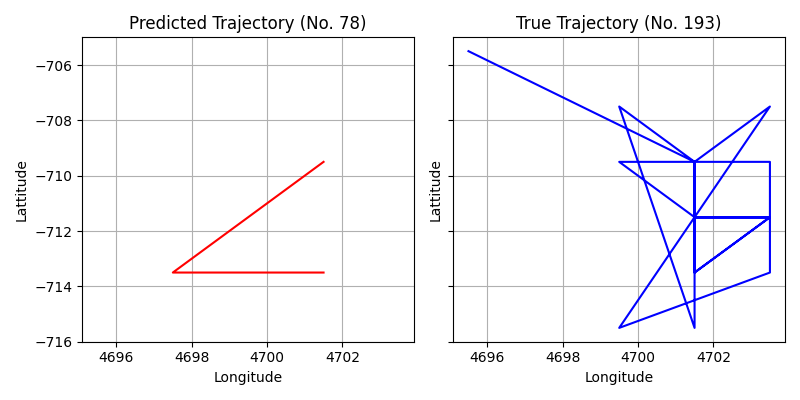 Predicted Trajectory (No. 78)
True Trajectory (No. 193)
Lattitude
−706
−708
−710
−712
−714
−716
4696
4698
4700
4702
Longitude
Lattitude
4696
4698
4700
4702
Longitude